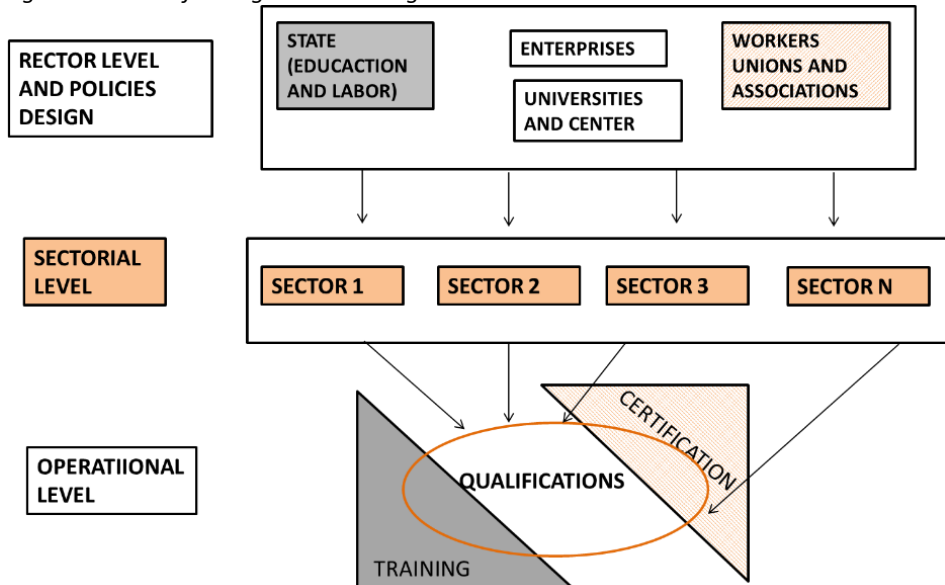 RECTOR LEVEL
AND POLICIES
DESIGN
STATE
(EDUCACTION
AND LABOR)
ENTERPRISES
UNIVERSITIES
AND CENTER
WORKERS
UNIONS AND
ASSOCIATIONS
SECTORIAL
LEVEL
SECTOR 1
SECTOR 2
SECTOR 3
SECTOR N
OPERATIIONAL
LEVEL
QUALIFICATIONS
CERTIFICATION
TRAINING